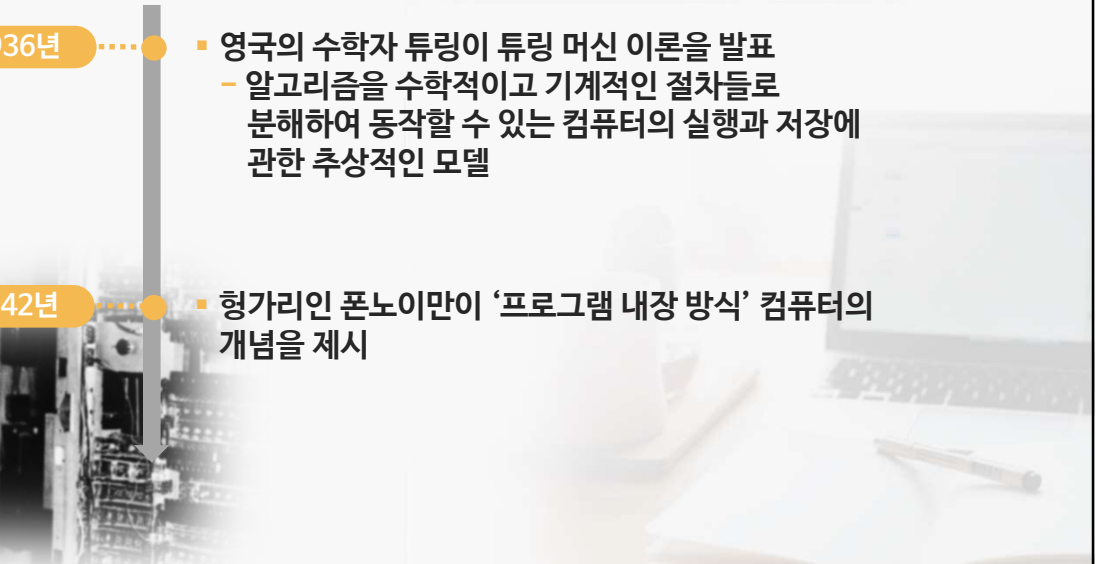 36년
영국의 수학자 튜링이 튜링 머신 이론을 발표
- 알고리즘을 수학적이고 기계적인 절차들로
분해하여 동작할 수 있는 컴퓨터의 실행과 저장에
관한 추상적인 모델
42년
헝가리인 폰노이만이 ‘프로그램 내장 방식’ 컴퓨터의
개념을 제시